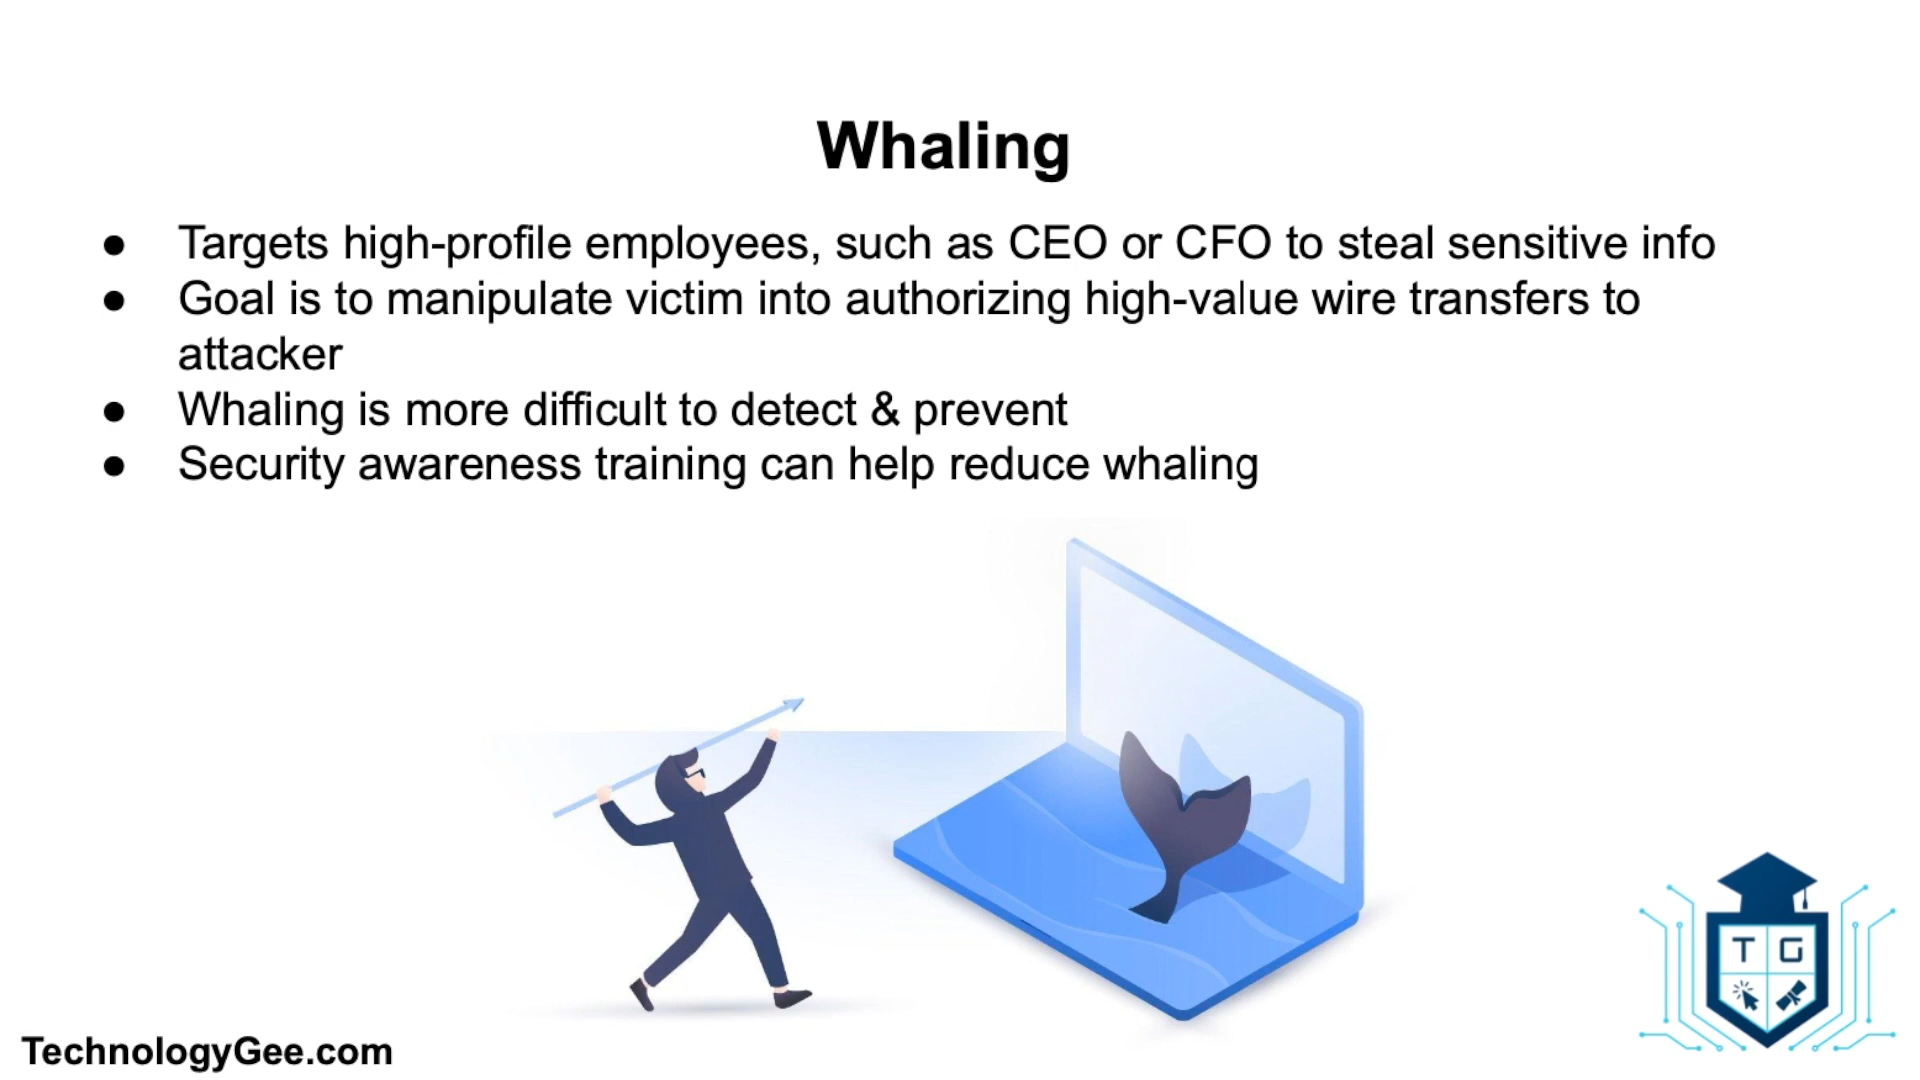 Whaling
● Targets high-profile employees, such as CEO or CFO to steal sensitive info
● Goal is to manipulate victim into authorizing high-value wire transfers to
attacker
● Whaling is more difficult to detect & prevent
● Security awareness training can help reduce whaling
T G
TechnologyGee.com